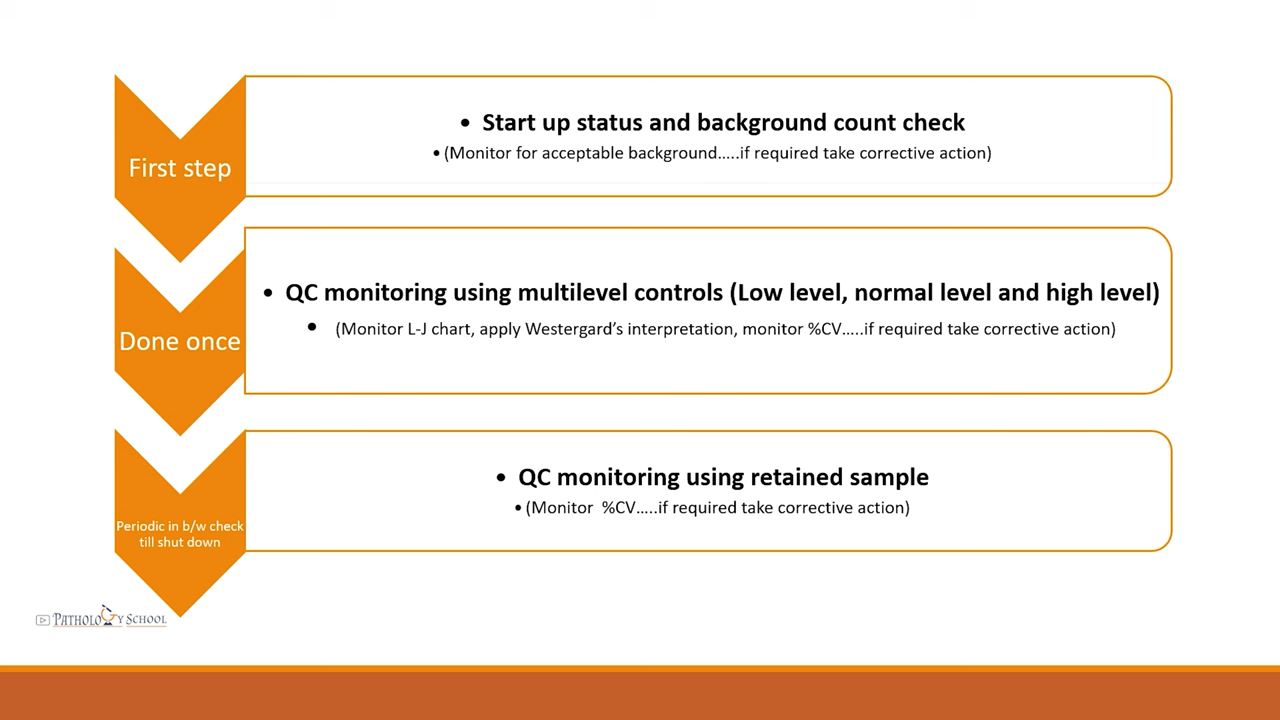 First step
• Start up status and background count check
• (Monitor for acceptable background…..if required take corrective action)
Done once
• QC monitoring using multilevel controls (Low level, normal level and high level)
• (Monitor L-J chart, apply Westergard’s interpretation, monitor %CV…..if required take corrective action)
Periodic in b/w check
till shut down
• QC monitoring using retained sample
• (Monitor %CV…..if required take corrective action)
PATHOLOGY SCHOOL